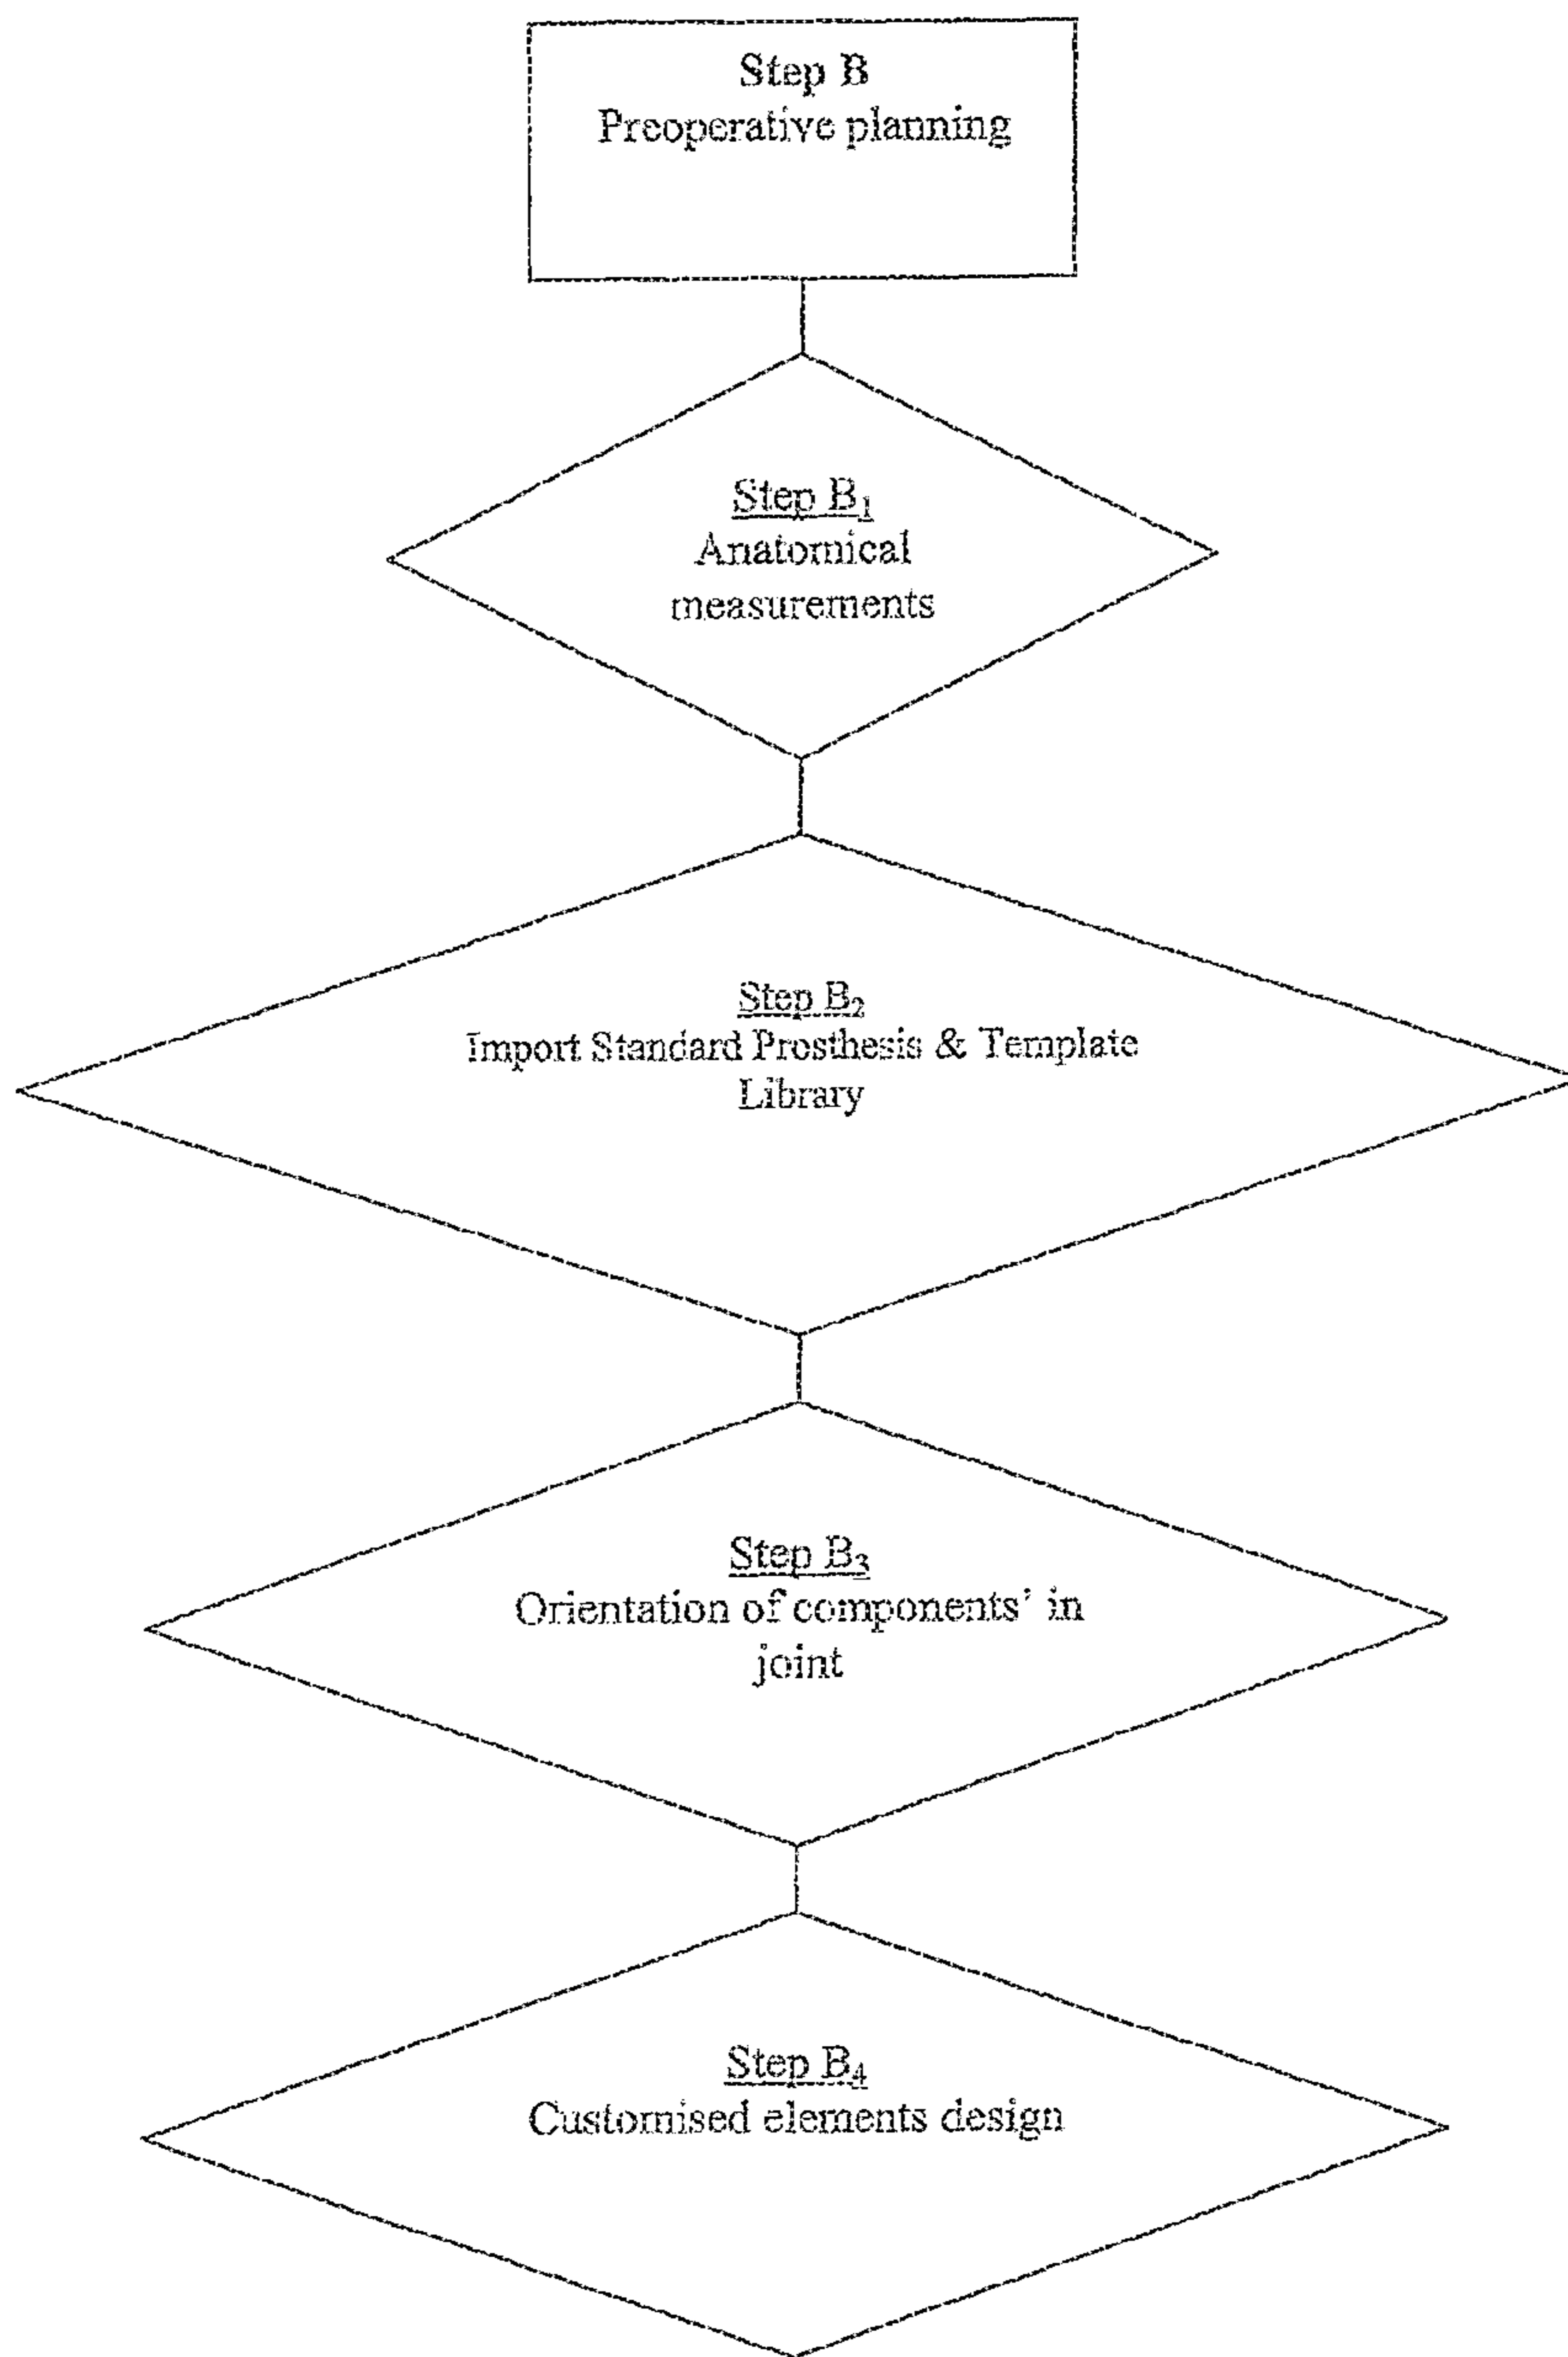 Step B
Preoperative planning
Step B₁
Anatomical
measurements
Step B₂
Import Standard Prosthesis & Template
Library
Step B₃
Orientation of components' in
joint
Step B₄
Customised elements design